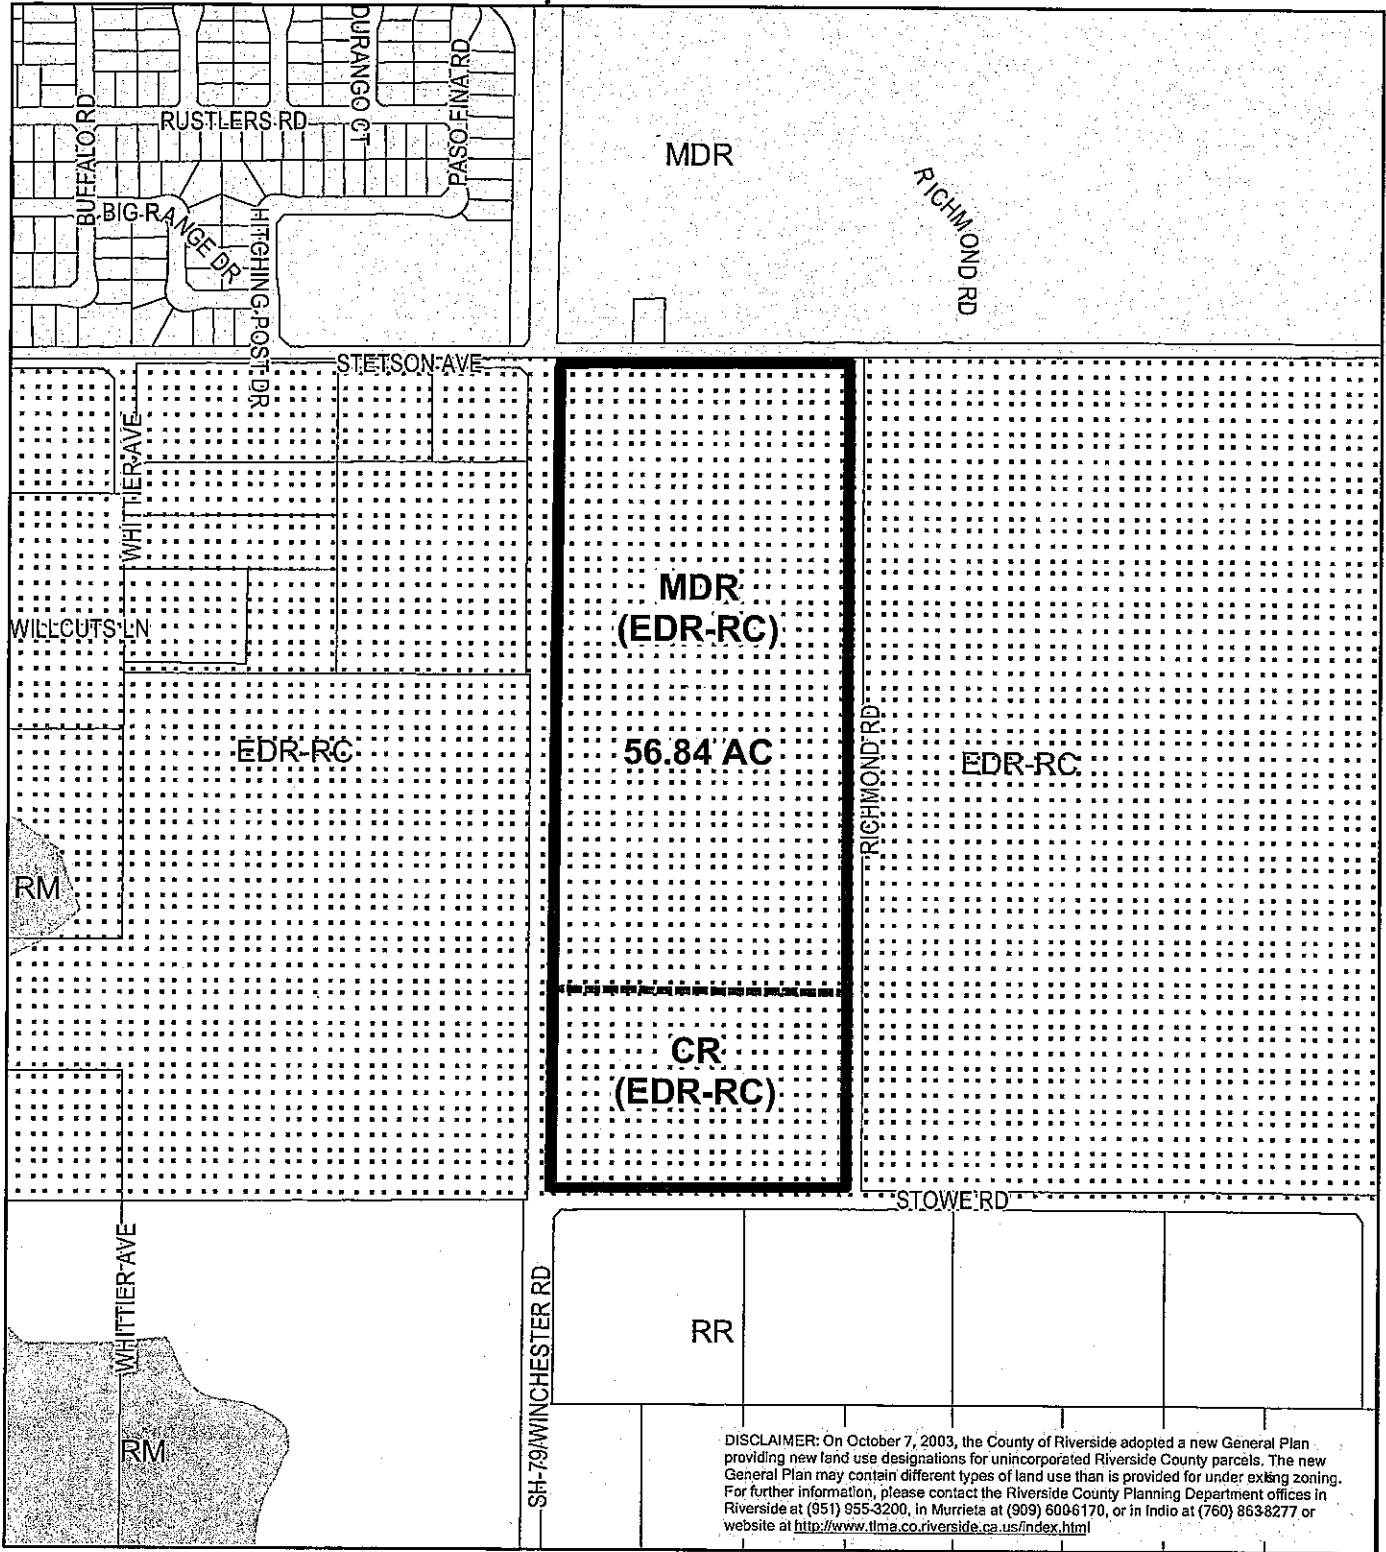 DURANGO CT
PASO FINA RD
BUFFALO RD
RUSTLERS RD
MDR
RICHMOND RD
BIG RANGE DR
HITCHING POST DR
STETSON AVE
WHITTIER AVE
WILLCUTS LN
MDR
(EDR-RC)
56.84 AC
EDR-RC
EDR-RC
RICHMOND RD
RM
CR
(EDR-RC)
STOWE RD
WHITTIER AVE
SH-79/WINCHESTER RD
RR
RM
DISCLAIMER: On October 7, 2003, the County of Riverside adopted a new General Plan
providing new land use designations for unincorporated Riverside County parcels. The new
General Plan may contain different types of land use than is provided for under existing zoning.
For further information, please contact the Riverside County Planning Department offices in
Riverside at (951) 955-3200, in Murrieta at (909) 600-6170, or in Indio at (760) 863-8277 or
website at http://www.tlma.co.riverside.ca.us/index.html